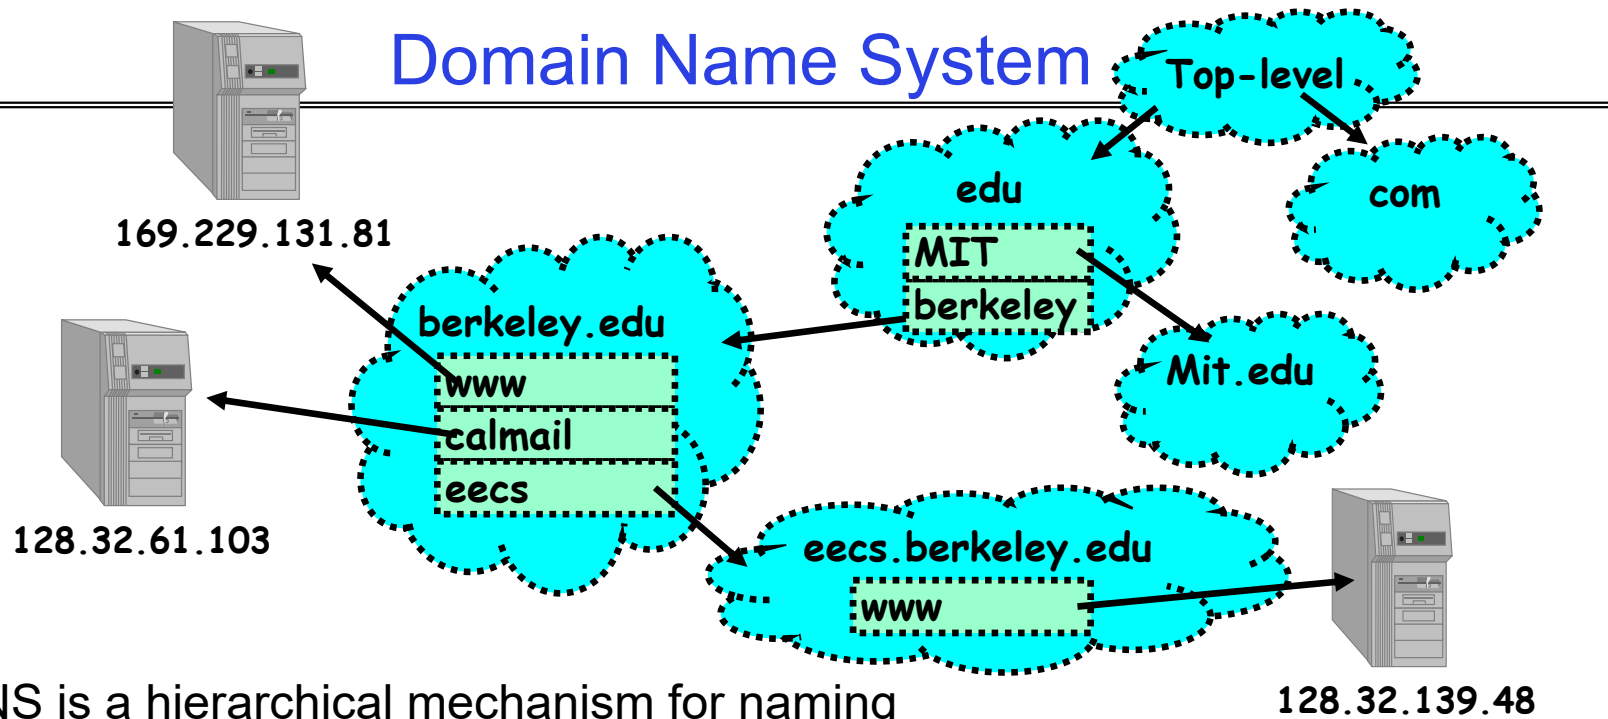 Domain Name System
Top-level
edu
com
169.229.131.81
MIT
berkeley
berkeley.edu
Mit.edu
www
calmail
eecs
128.32.61.103
eecs.berkeley.edu
www
NS is a hierarchical mechanism for naming
128.32.139.48